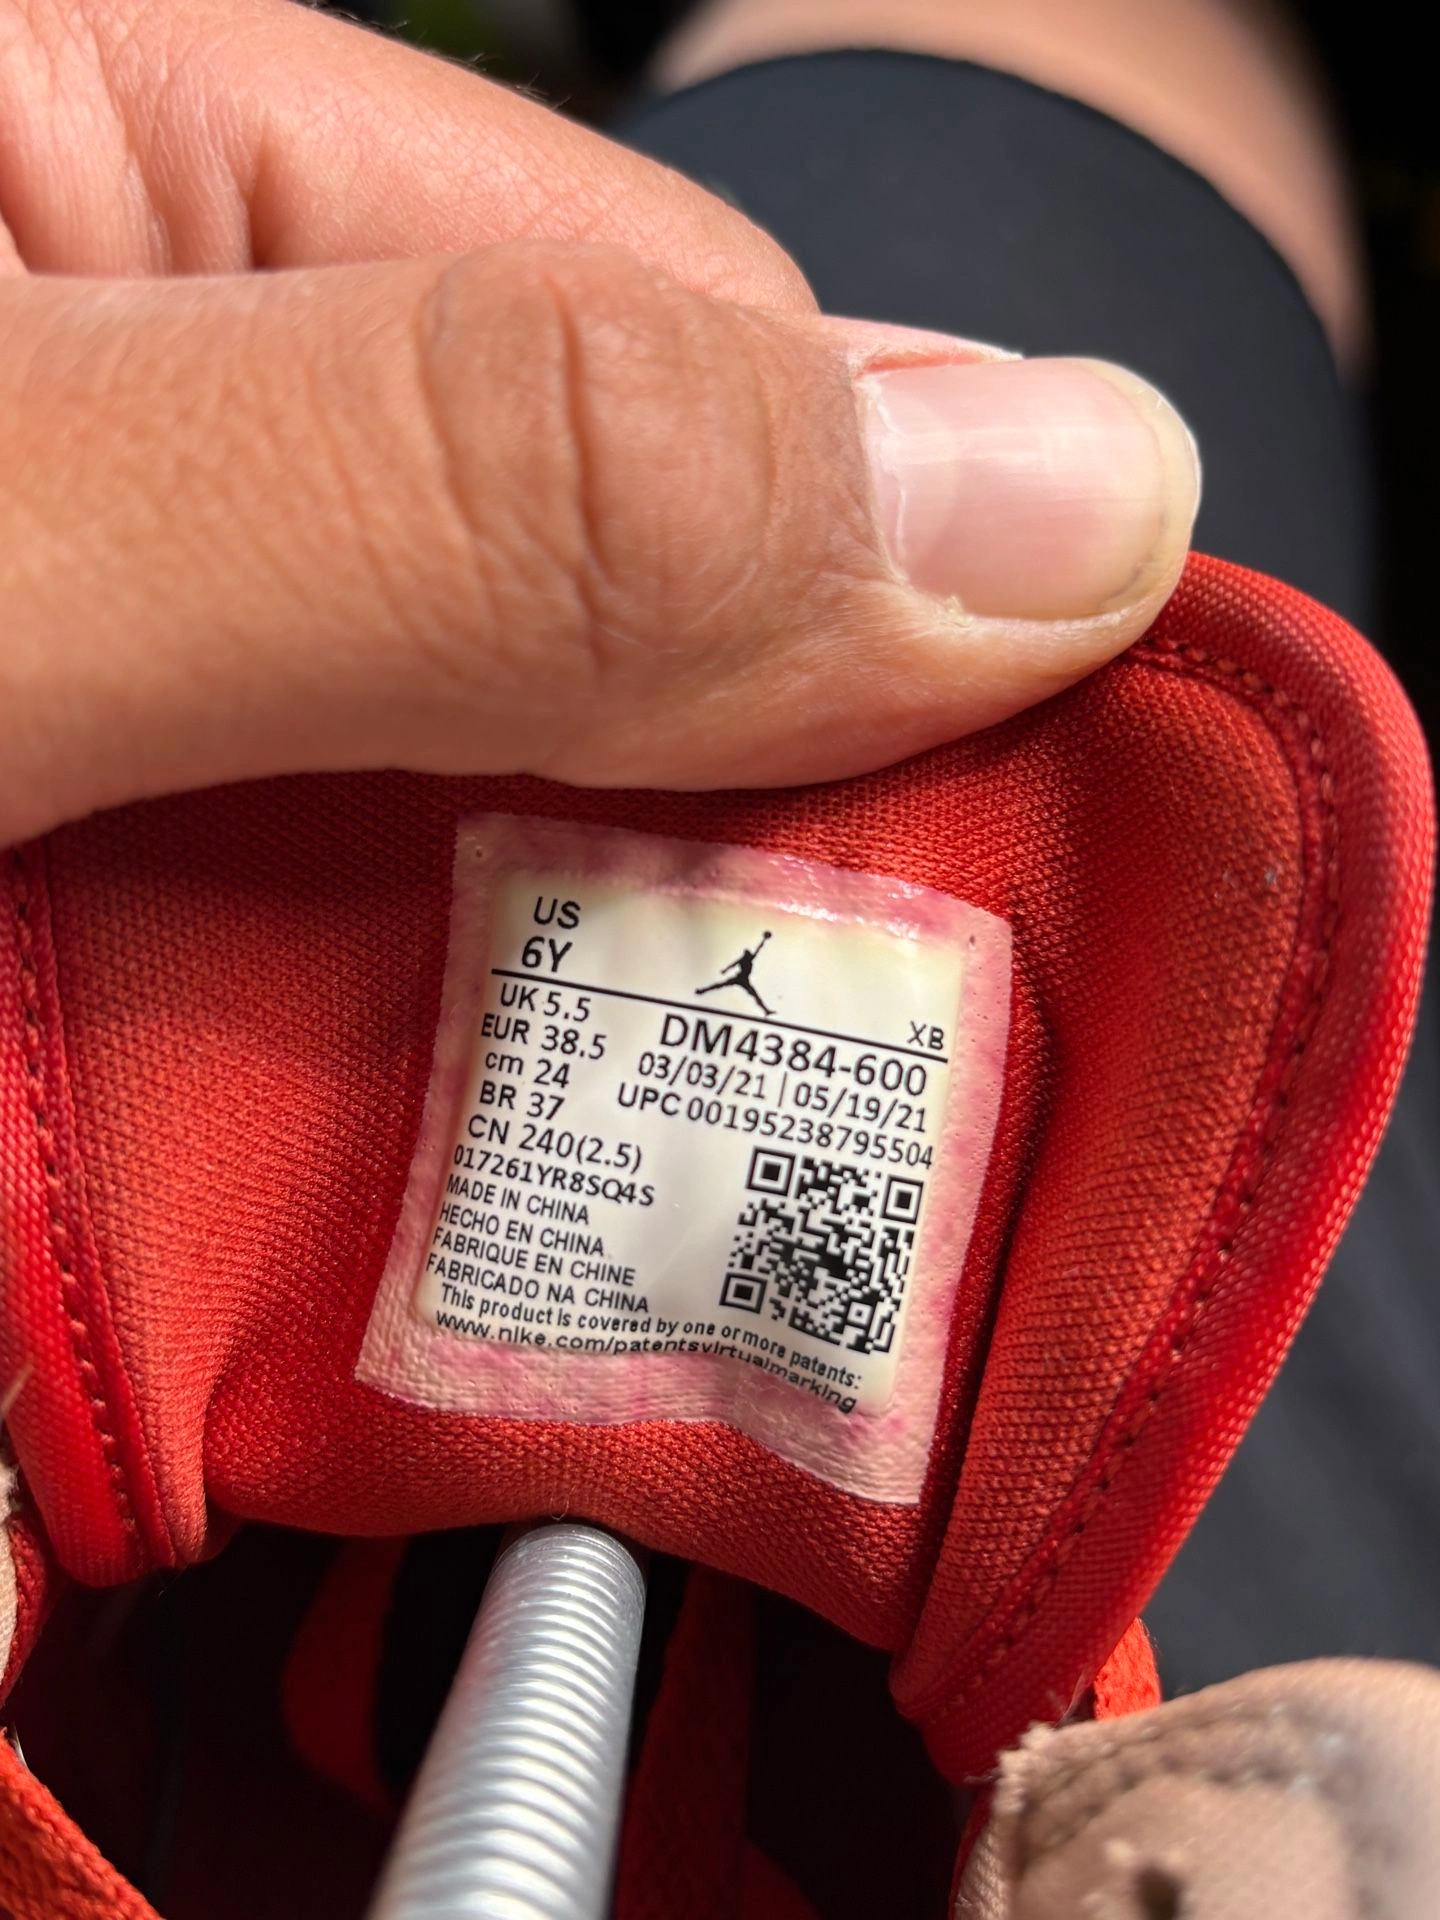 US
6Y
XB
UK 5.5
EUR 38.5
cm 24
BR 37
CN 240(2.5)
DM4384-600
03/03/21 | 05/19/21
UPC 00195238795504
017261YR8SQ4S
MADE IN CHINA
HECHO EN CHINA
FABRIQUE EN CHINE
FABRICADO NA CHINA
This product is covered by one or more patents:
www.nike.com/patentsvirtualmarking